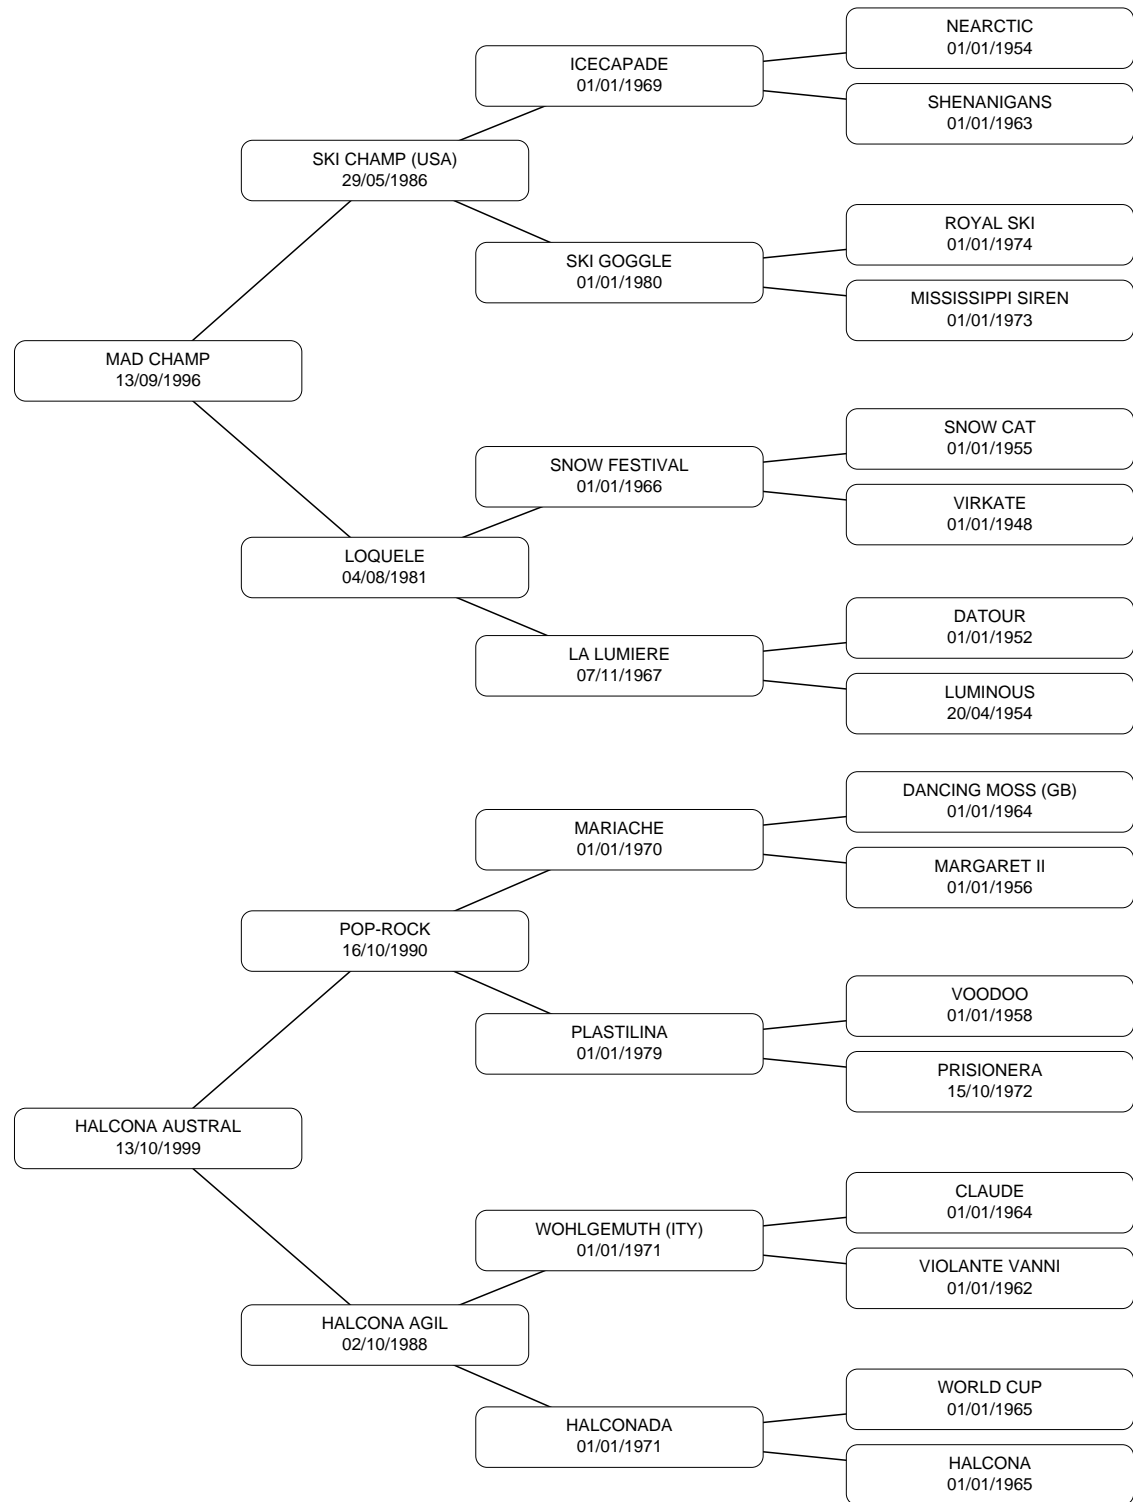 NEARCTIC
01/01/1954
ICECAPADE
01/01/1969
SHENANIGANS
01/01/1963
SKI CHAMP (USA)
29/05/1986
ROYAL SKI
01/01/1974
SKI GOGGLE
01/01/1980
MISSISSIPPI SIREN
01/01/1973
MAD CHAMP
13/09/1996
SNOW CAT
01/01/1955
SNOW FESTIVAL
01/01/1966
VIRKATE
01/01/1948
LOQUELE
04/08/1981
DATOUR
01/01/1952
LA LUMIERE
07/11/1967
LUMINOUS
20/04/1954
DANCING MOSS (GB)
01/01/1964
MARIACHE
01/01/1970
MARGARET II
01/01/1956
POP-ROCK
16/10/1990
VOODOO
01/01/1958
PLASTILINA
01/01/1979
PRISIONERA
15/10/1972
HALCONA AUSTRAL
13/10/1999
CLAUDE
01/01/1964
WOHLGEMUTH (ITY)
01/01/1971
VIOLANTE VANNI
01/01/1962
HALCONA AGIL
02/10/1988
WORLD CUP
01/01/1965
HALCONADA
01/01/1971
HALCONA
01/01/1965